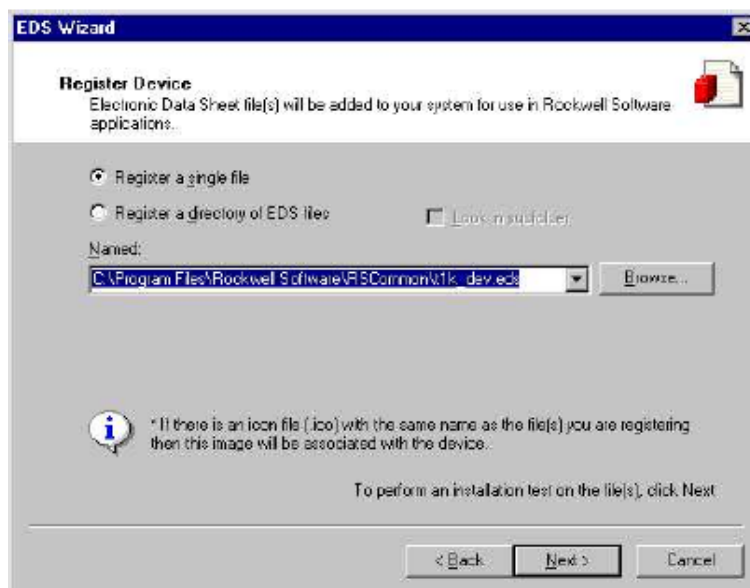 EDS Wizard
Register Device
Electronic Data Sheet file(s) will be added to your system for use in Rockwell Software
applications.
Register a single file
Register a directory of EDS files
Look in subfolders
Named:
C:\Program Files\Rockwell Software\RSCommon\t1k_dev.eds
Browse...
* If there is an icon file (.ico) with the same name as the file(s) you are registering
then this image will be associated with the device.
To perform an installation test on the file(s), click Next
< Back
Next >
Cancel